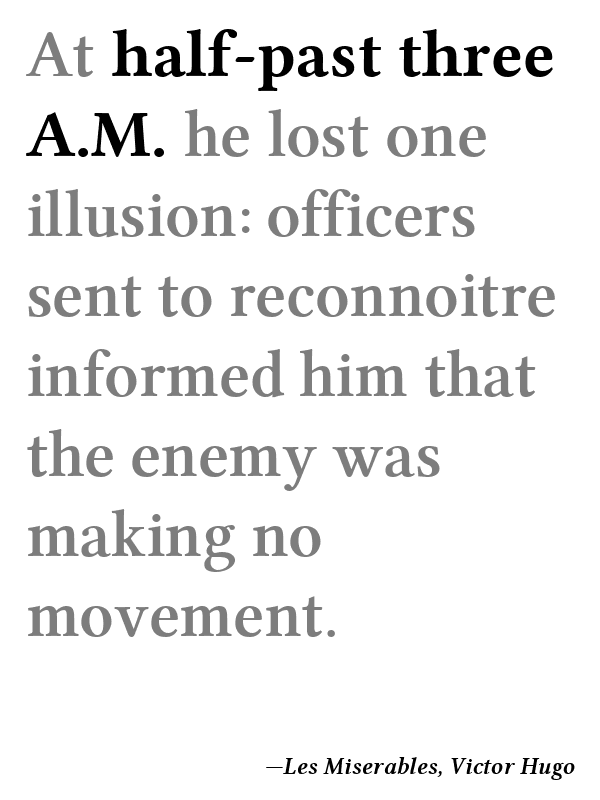 At half-past three
A.M. he lost one
illusion: officers
sent to reconnoitre
informed him that
the enemy was
making no
movement.
—Les Miserables, Victor Hugo